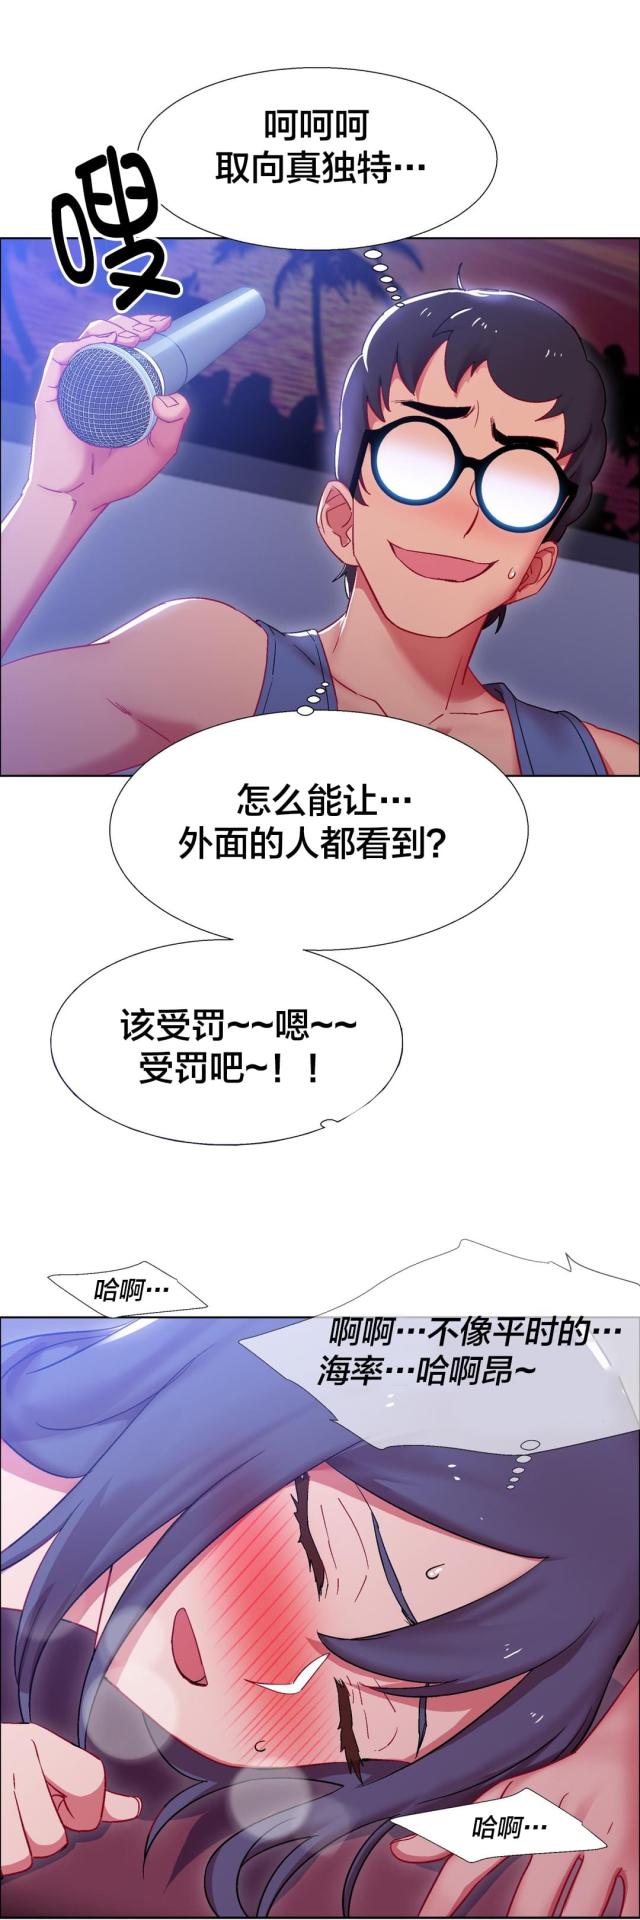 呵呵呵
取向真独特…
嗖
怎么能让…
外面的人都看到?
该受罚~~嗯~~
受罚吧~！！
哈啊…
啊啊…不像平时的…
海率…哈啊昂~
哈啊…